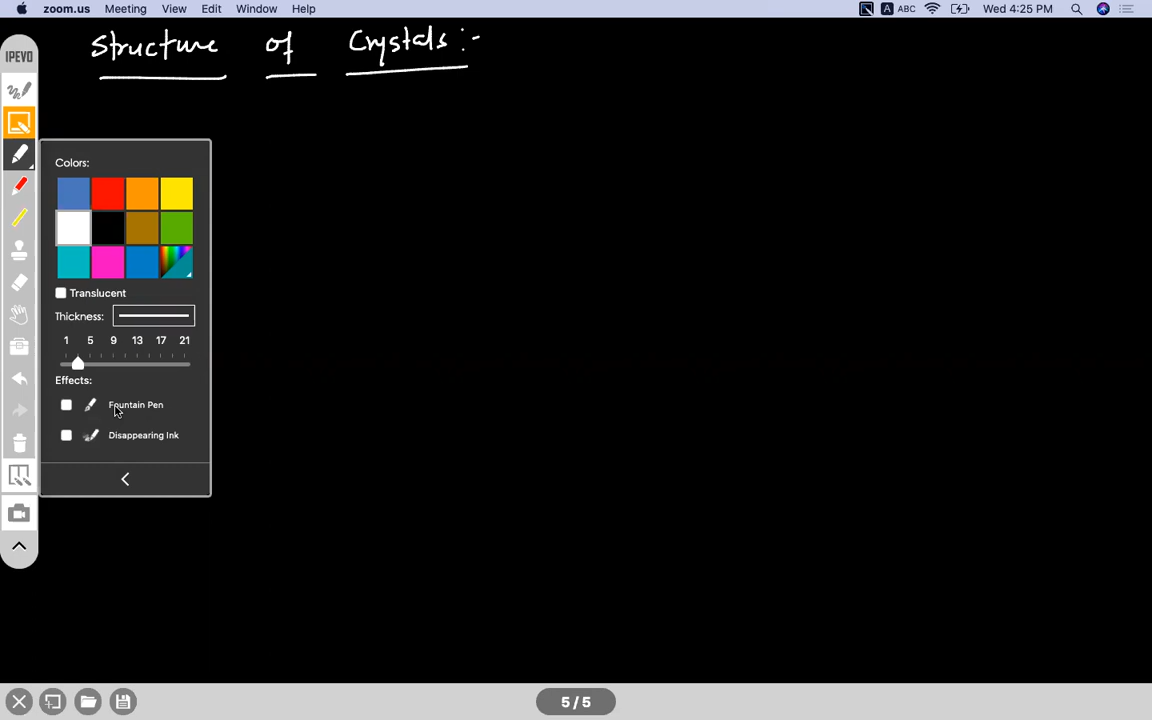 zoom.us Meeting View Edit Window Help A ABC Wed 4:25 PM
Structure of Crystals :-
IPEVO
Colors:
Translucent
Thickness:
1 5 9 13 17 21
Effects:
Fountain Pen
Disappearing Ink
5 / 5